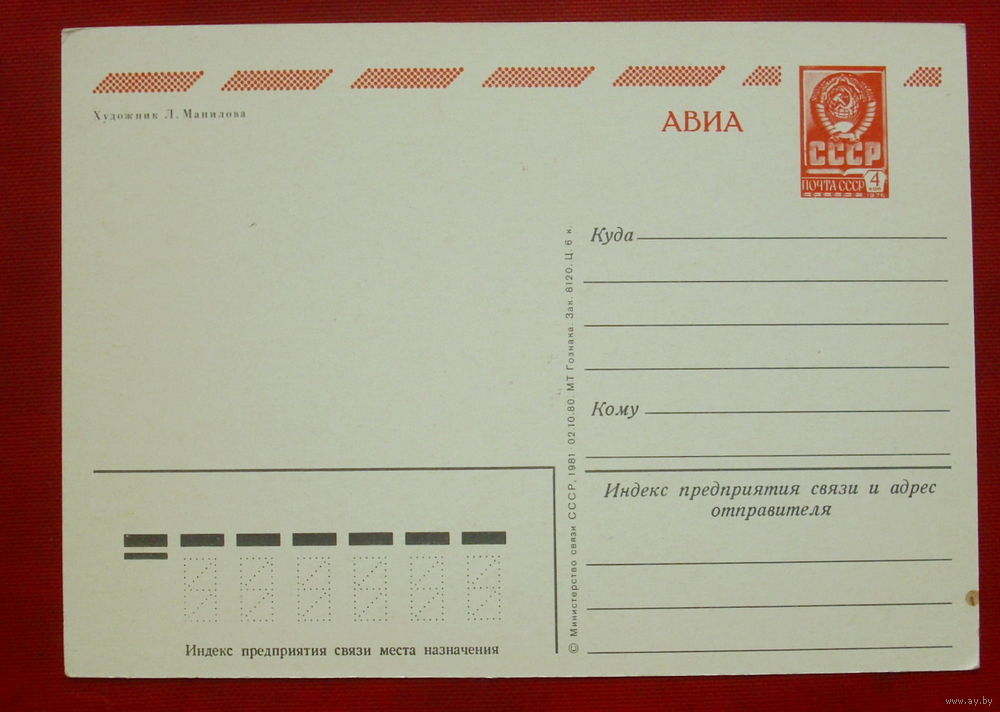 Художник Л. Манилова
АВИА
СССР
ПОЧТА СССР
4
КОП
1976
Куда
Кому
Индекс предприятия связи и адрес
отправителя
© Министерство связи СССР, 1981. 02.10.80. МТ Гознака. Зак. 8120. Ц. 6 к.
Индекс предприятия связи места назначения
www.ay.by